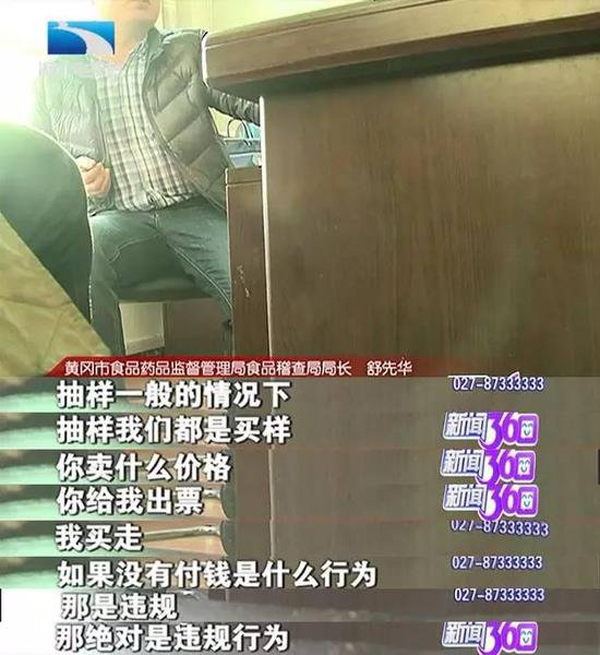 黄冈市食品药品监督管理局食品稽查局局长 舒先华
抽样一般的情况下
027-87333333
抽样我们都是买样
新闻360
你卖什么价格
新闻360
你给我出票
新闻360
我买走
027-87333333
如果没有付钱是什么行为
027-87333333
那是违规
027-87333333
那绝对是违规行为
新闻360